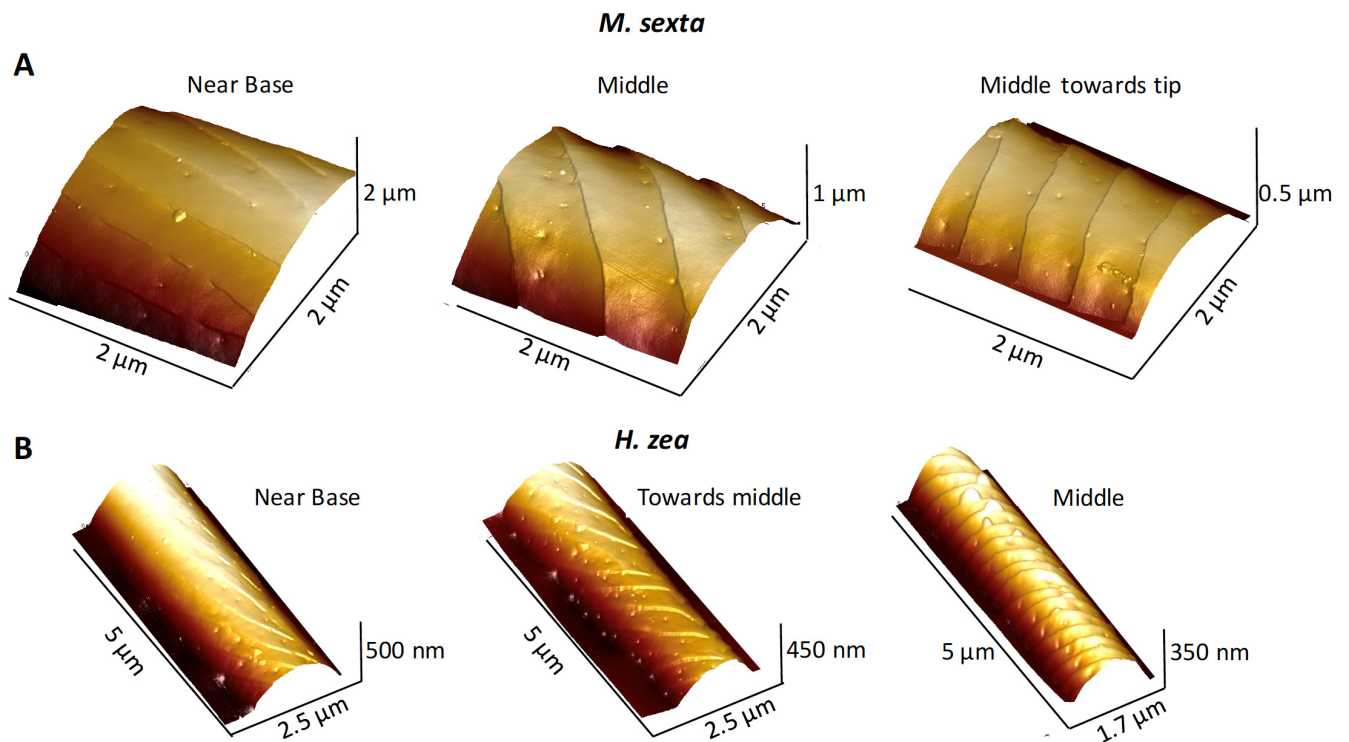 M. sexta
A
Near Base
Middle
Middle towards tip
2 µm
1 µm
0.5 µm
2 µm
2 µm
2 µm
2 µm
2 µm
2 µm
H. zea
B
Near Base
Towards middle
Middle
5 µm
500 nm
2.5 µm
5 µm
450 nm
2.5 µm
5 µm
350 nm
1.7 µm